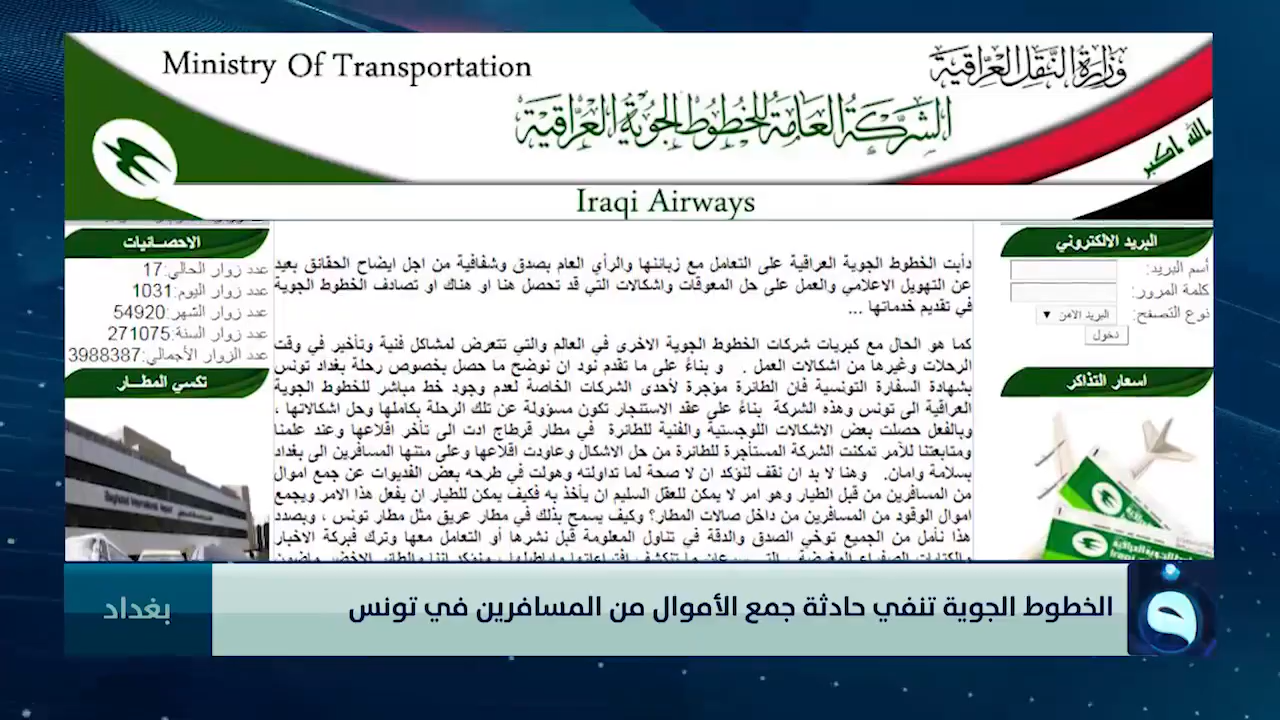 Ministry Of Transportation
وزارة النقل العراقية
الشركة العامة للخطوط الجوية العراقية
الله اكبر
Iraqi Airways
البريد الالكتروني
أسم البريد:
كلمة المرور:
نوع التصفح: البريد الامن
دخول
اسعار التذاكر
دأبت الخطوط الجوية العراقية على التعامل مع زبائنها والرأي العام بصدق وشفافية من اجل ايضاح الحقائق بعيد
عن التهويل الاعلامي والعمل على حل المعوقات واشكالات التي قد تحصل هنا او هناك او تصادف الخطوط الجوية
في تقديم خدماتها ...
كما هو الحال مع كبريات شركات الخطوط الجوية الاخرى في العالم والتي تتعرض لمشاكل فنية وتأخير في وقت
الرحلات وغيرها من اشكالات العمل . و بناءً على ما تقدم نود ان نوضح ما حصل بخصوص رحلة بغداد تونس
بشهادة السفارة التونسية فان الطائرة مؤجرة لأحدى الشركات الخاصة لعدم وجود خط مباشر للخطوط الجوية
العراقية الى تونس وهذه الشركة بناءً على عقد الاستئجار تكون مسؤولة عن تلك الرحلة بكاملها وحل اشكالاتها ،
وبالفعل حصلت بعض الاشكالات اللوجستية والفنية للطائرة في مطار قرطاج ادت الى تأخر اقلاعها وعند علمنا
ومتابعتنا للأمر تمكنت الشركة المستأجرة للطائرة من حل الاشكال وعاودت اقلاعها وعلى متنها المسافرين الى بغداد
بسلامة وامان. وهنا لا بد ان نقف لنؤكد ان لا صحة لما تداولته وهولت في طرحه بعض الفديوات عن جمع اموال
من المسافرين من قبل الطيار وهو امر لا يمكن للعقل السليم ان يأخذ به فكيف يمكن للطيار ان يفعل هذا الامر ويجمع
اموال الوقود من المسافرين من داخل صالات المطار؟ وكيف يسمح بذلك في مطار عريق مثل مطار تونس ، وبصدد
هذا نأمل من الجميع توخي الصدق والدقة في تناول المعلومة قبل نشرها أو التعامل معها وترك فبركة الاخبار
الاحصائيات
عدد زوار الحالي:17
عدد زوار اليوم:1031
عدد زوار الشهر:54920
عدد زوار السنة:271075
عدد الزوار الأجمالي:3988387
تكسي المطار
Baghdad International Airport
الخطوط الجوية تنفي حادثة جمع الأموال من المسافرين في تونس
بغداد